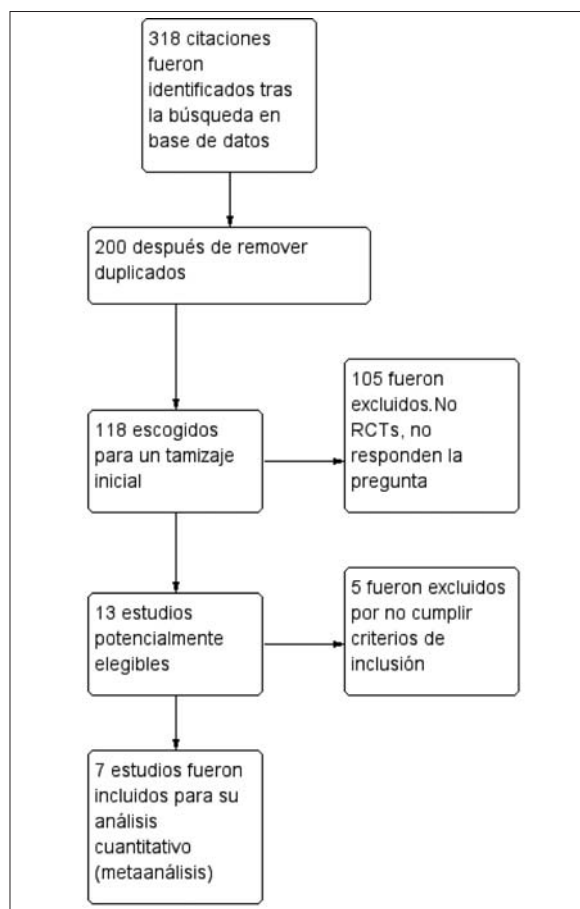 318 citaciones
fueron
identificados tras
la búsqueda en
base de datos
200 después de remover
duplicados
118 escogidos
para un tamizaje
inicial
105 fueron
excluidos.No
RCTs, no
responden la
pregunta
13 estudios
potencialmente
elegibles
5 fueron excluidos
por no cumplir
criterios de
inclusión
7 estudios fueron
incluidos para su
análisis
cuantitativo
(metaanálisis)